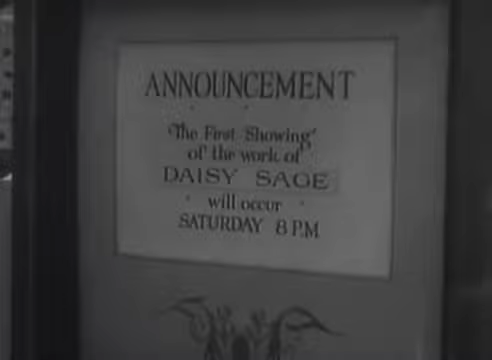 ANNOUNCEMENT
The First Showing
of the work of
DAISY SAGE
will occur
SATURDAY 8 P.M